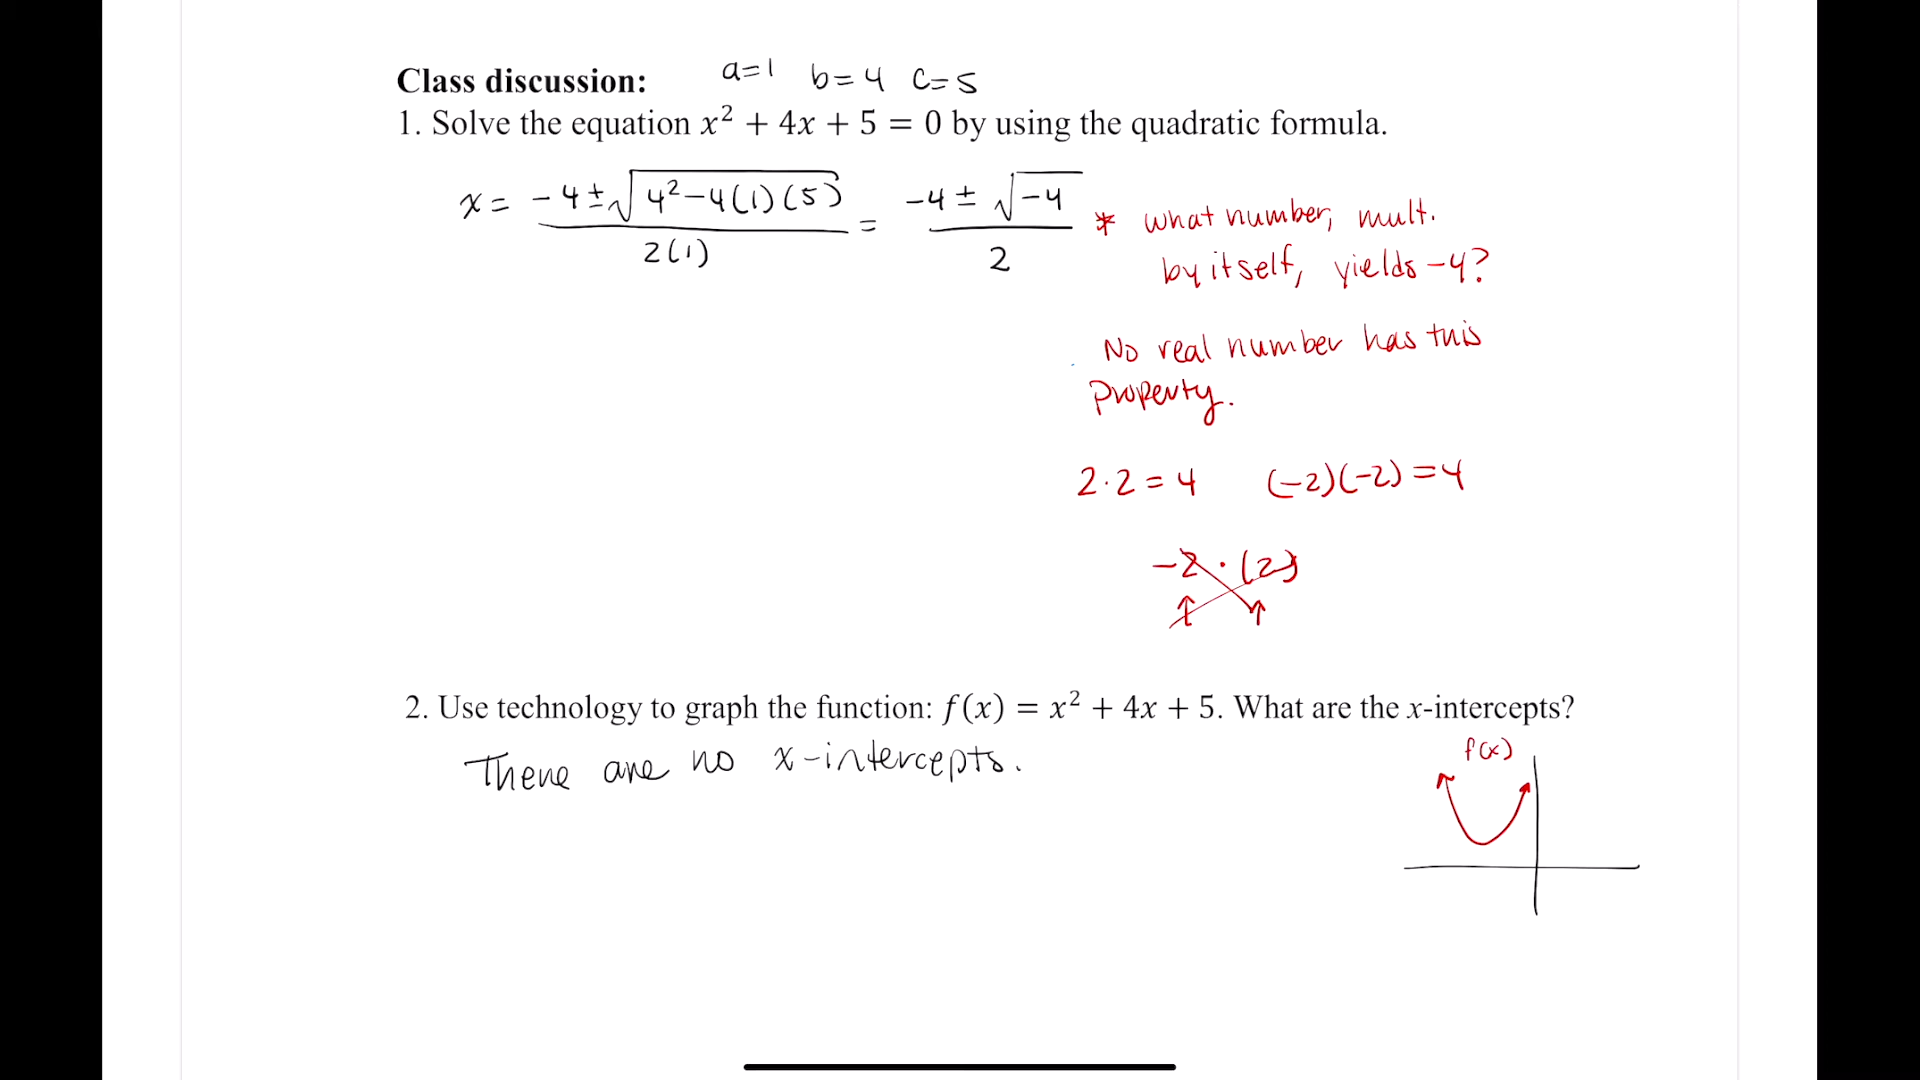 Class discussion: a=1 b=4 c=5
1. Solve the equation x² + 4x + 5 = 0 by using the quadratic formula.
x = (-4 ± √(4² - 4(1)(5))) / 2(1) = (-4 ± √-4) / 2
* what number, mult.
by itself, yields -4?
No real number has this
property.
2·2=4 (-2)(-2)=4
-2·(2)
2. Use technology to graph the function: f(x) = x² + 4x + 5. What are the x-intercepts?
There are no x-intercepts.
f(x)